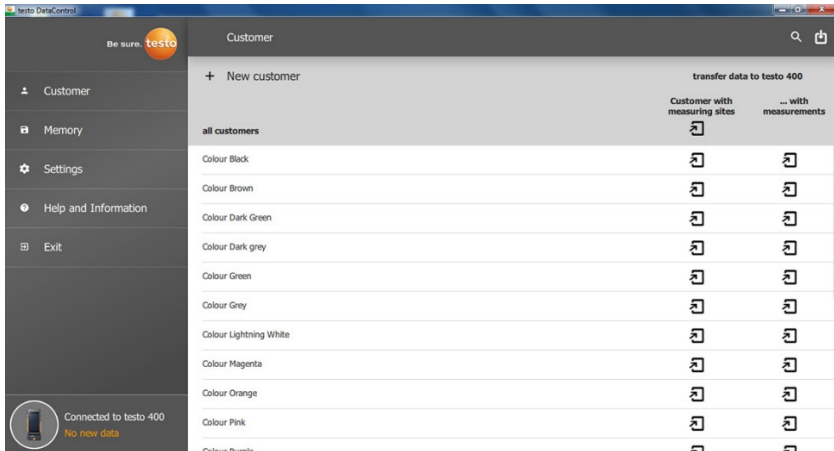 testo DataControl
Be sure. testo
Customer
Memory
Settings
Help and Information
Exit
Connected to testo 400
No new data
Customer
New customer
transfer data to testo 400
Customer with
measuring sites
... with
measurements
all customers
Colour Black
Colour Brown
Colour Dark Green
Colour Dark grey
Colour Green
Colour Grey
Colour Lightning White
Colour Magenta
Colour Orange
Colour Pink
Colour Purple